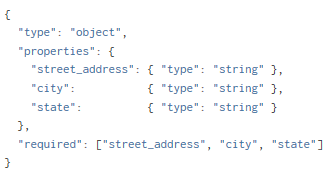 {
  "type": "object",
  "properties": {
    "street_address": { "type": "string" },
    "city":           { "type": "string" },
    "state":          { "type": "string" }
  },
  "required": ["street_address", "city", "state"]
}